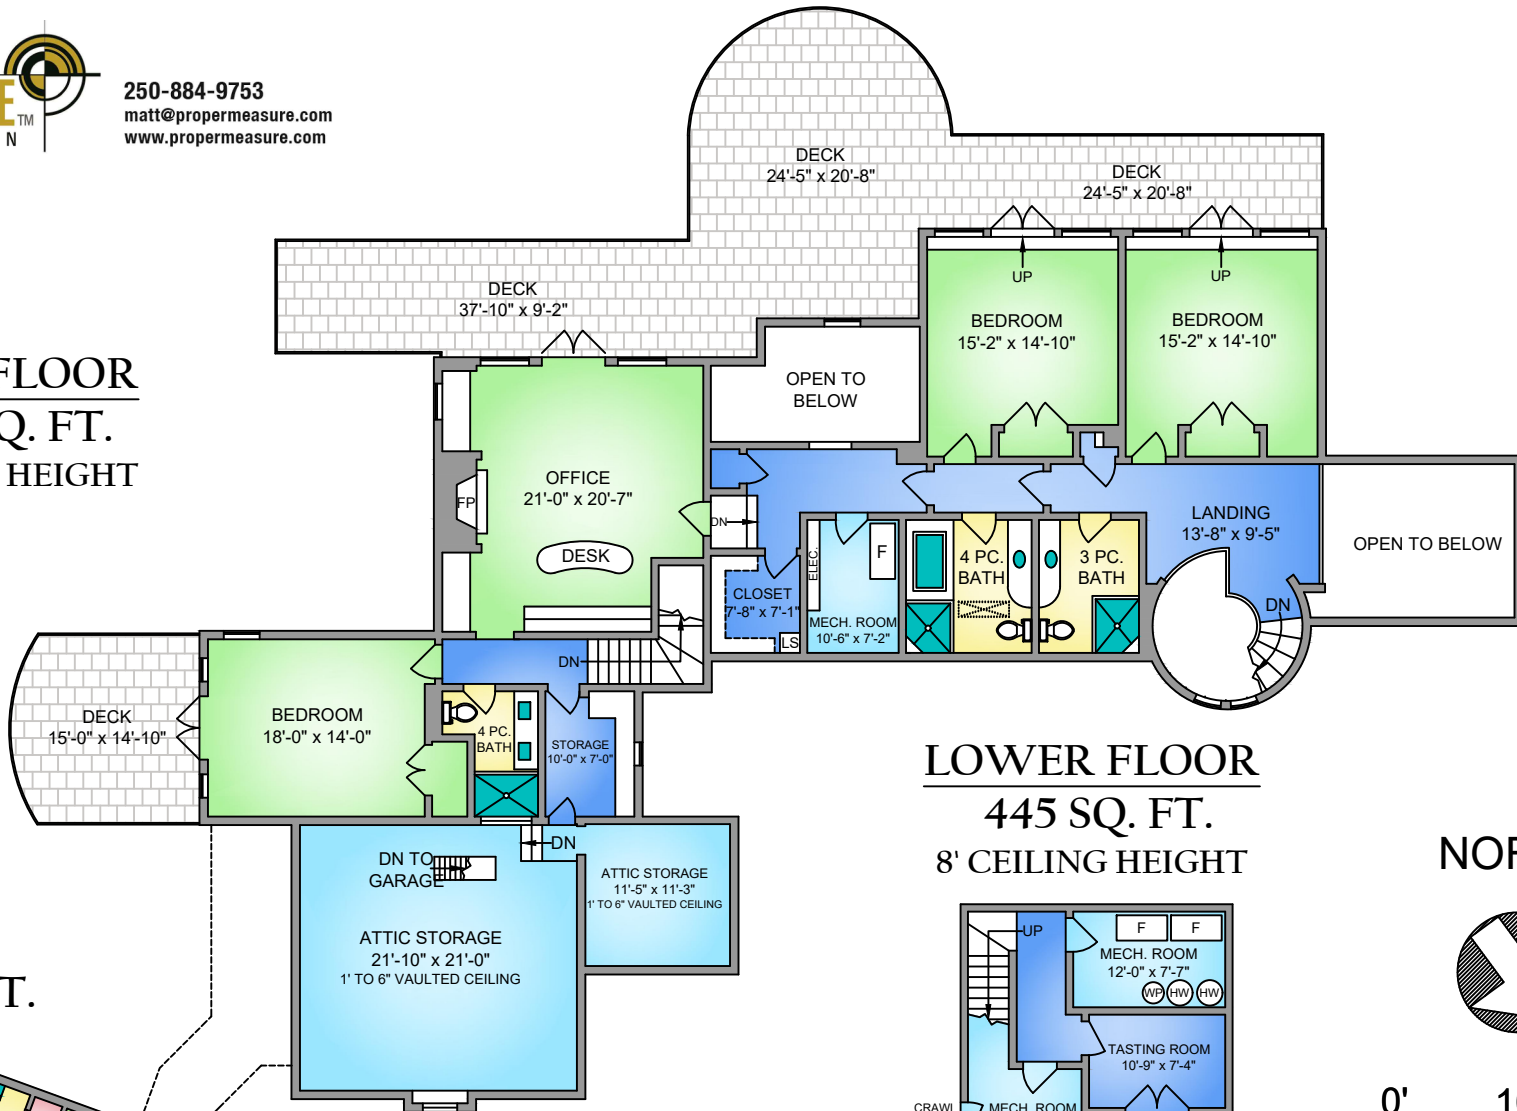 E™
N
250-884-9753
matt@propermeasure.com
www.propermeasure.com
DECK
24'-5" x 20'-8"
DECK
24'-5" x 20'-8"
DECK
37'-10" x 9'-2"
UP
UP
BEDROOM
15'-2" x 14'-10"
BEDROOM
15'-2" x 14'-10"
FLOOR
Q. FT.
HEIGHT
OPEN TO
BELOW
OFFICE
21'-0" x 20'-7"
FP
DESK
DN
LANDING
13'-8" x 9'-5"
OPEN TO BELOW
ELEC.
F
4 PC.
BATH
3 PC.
BATH
CLOSET
7'-8" x 7'-1"
LS
MECH. ROOM
10'-6" x 7'-2"
DN
DN
DECK
15'-0" x 14'-10"
BEDROOM
18'-0" x 14'-0"
4 PC.
BATH
STORAGE
10'-0" x 7'-0"
LOWER FLOOR
445 SQ. FT.
8' CEILING HEIGHT
DN
DN TO
GARAGE
ATTIC STORAGE
11'-5" x 11'-3"
1' TO 6" VAULTED CEILING
ATTIC STORAGE
21'-10" x 21'-0"
1' TO 6" VAULTED CEILING
T.
NOR
UP
F
F
MECH. ROOM
12'-0" x 7'-7"
WP
HW
HW
TASTING ROOM
10'-9" x 7'-4"
CRAWL
MECH. ROOM
0'